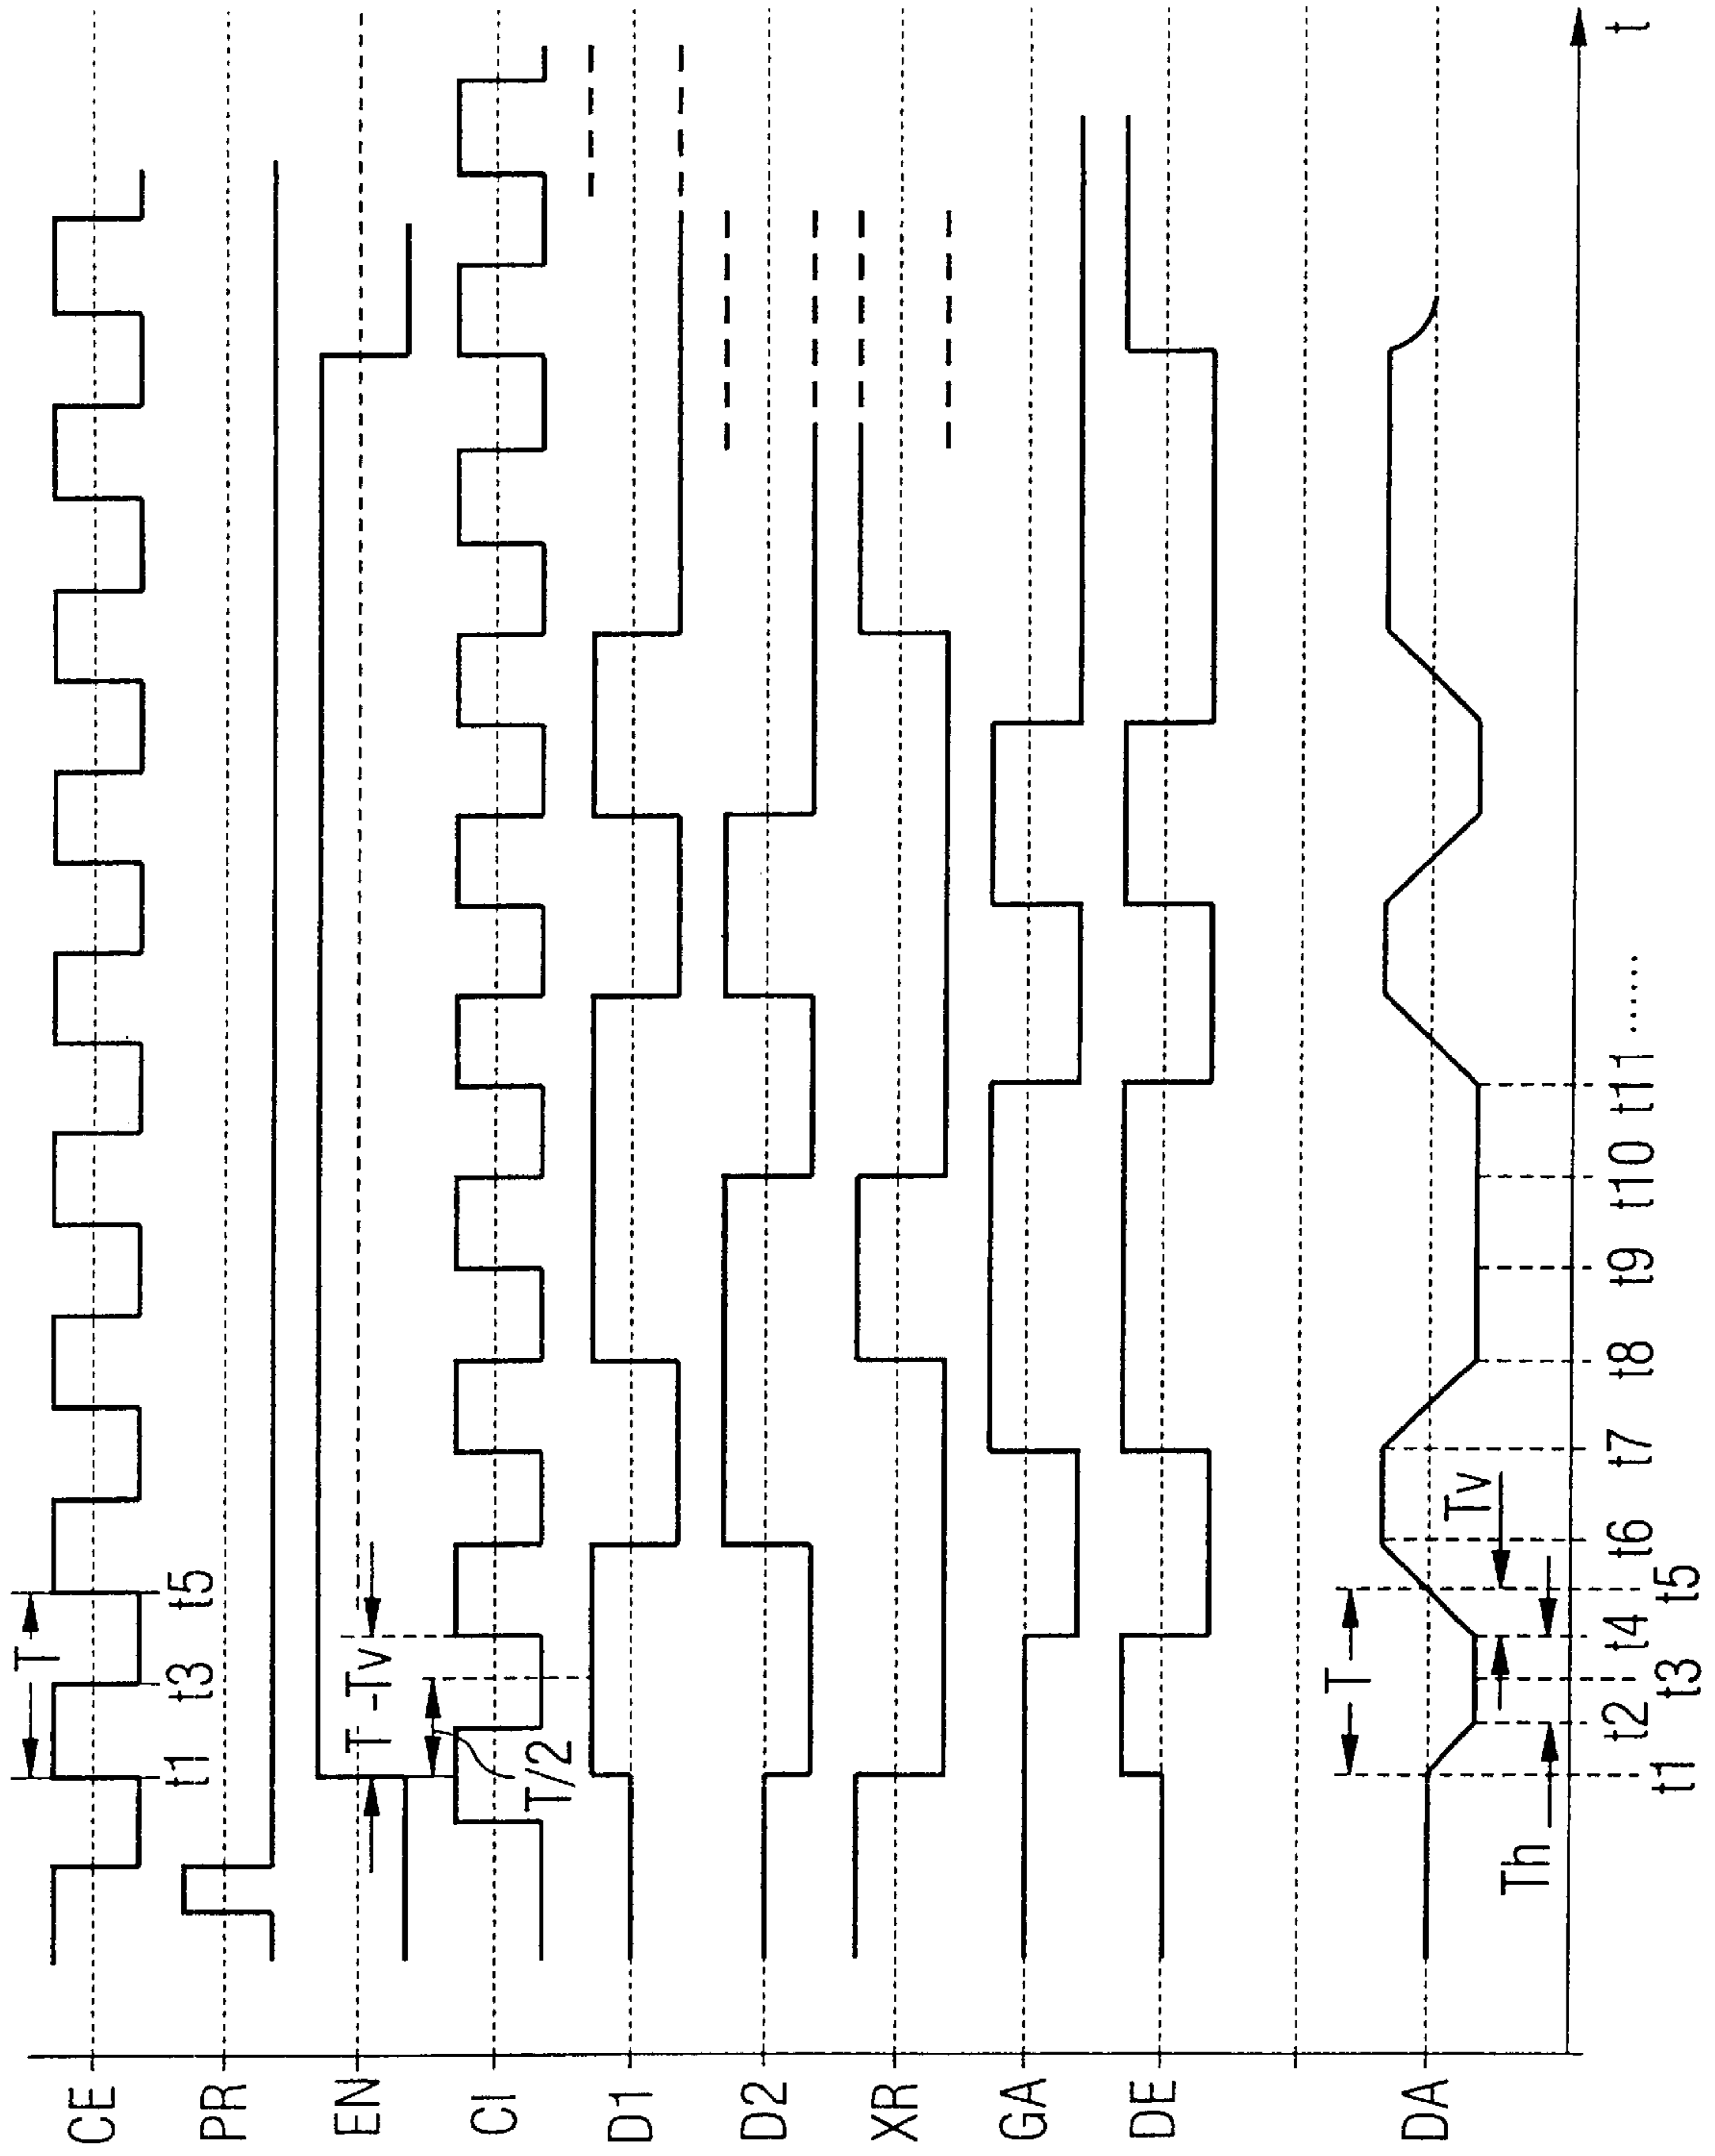 CE
T
t1 t3 t5
PR
EN
T-Tv
CI
T/2
D1
D2
XR
GA
DE
T
Tv
DA
Th
t2 t4 t6 t7 t8 t9 t10 t11 ......
t1 t3 t5
t